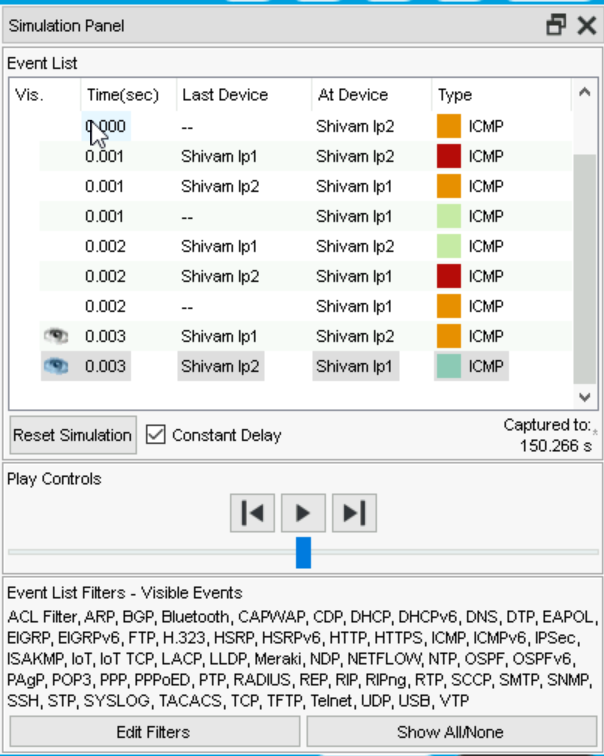 Simulation Panel
Event List
Vis. Time(sec) Last Device At Device Type
0.000 -- Shivam lp2 ICMP
0.001 Shivam lp1 Shivam lp2 ICMP
0.001 Shivam lp2 Shivam lp1 ICMP
0.001 -- Shivam lp1 ICMP
0.002 Shivam lp1 Shivam lp2 ICMP
0.002 Shivam lp2 Shivam lp1 ICMP
0.002 -- Shivam lp1 ICMP
0.003 Shivam lp1 Shivam lp2 ICMP
0.003 Shivam lp2 Shivam lp1 ICMP
Reset Simulation Constant Delay
Captured to:*
150.266 s
Play Controls
Event List Filters - Visible Events
ACL Filter, ARP, BGP, Bluetooth, CAPWAP, CDP, DHCP, DHCPv6, DNS, DTP, EAPOL,
EIGRP, EIGRPv6, FTP, H.323, HSRP, HSRPv6, HTTP, HTTPS, ICMP, ICMPv6, IPSec,
ISAKMP, IoT, IoT TCP, LACP, LLDP, Meraki, NDP, NETFLOW, NTP, OSPF, OSPFv6,
PAgP, POP3, PPP, PPPoED, PTP, RADIUS, REP, RIP, RIPng, RTP, SCCP, SMTP, SNMP,
SSH, STP, SYSLOG, TACACS, TCP, TFTP, Telnet, UDP, USB, VTP
Edit Filters Show All/None